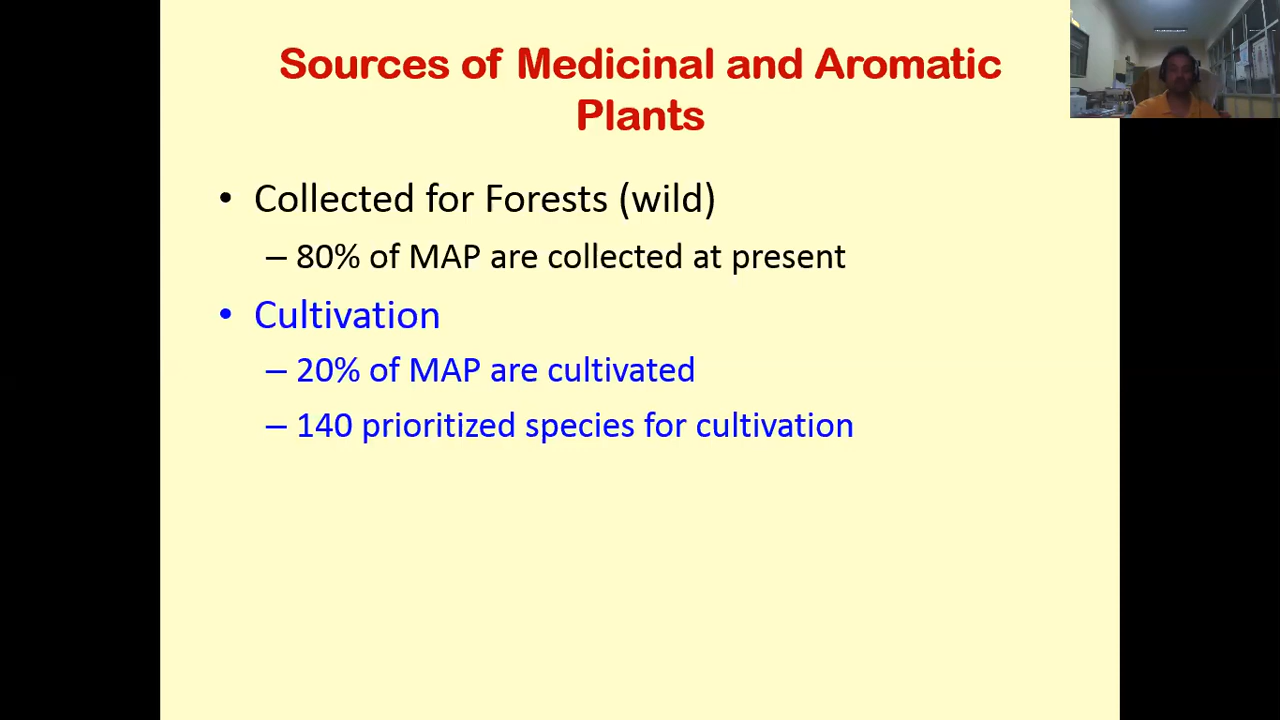 Sources of Medicinal and Aromatic
Plants
• Collected for Forests (wild)
– 80% of MAP are collected at present
• Cultivation
– 20% of MAP are cultivated
– 140 prioritized species for cultivation